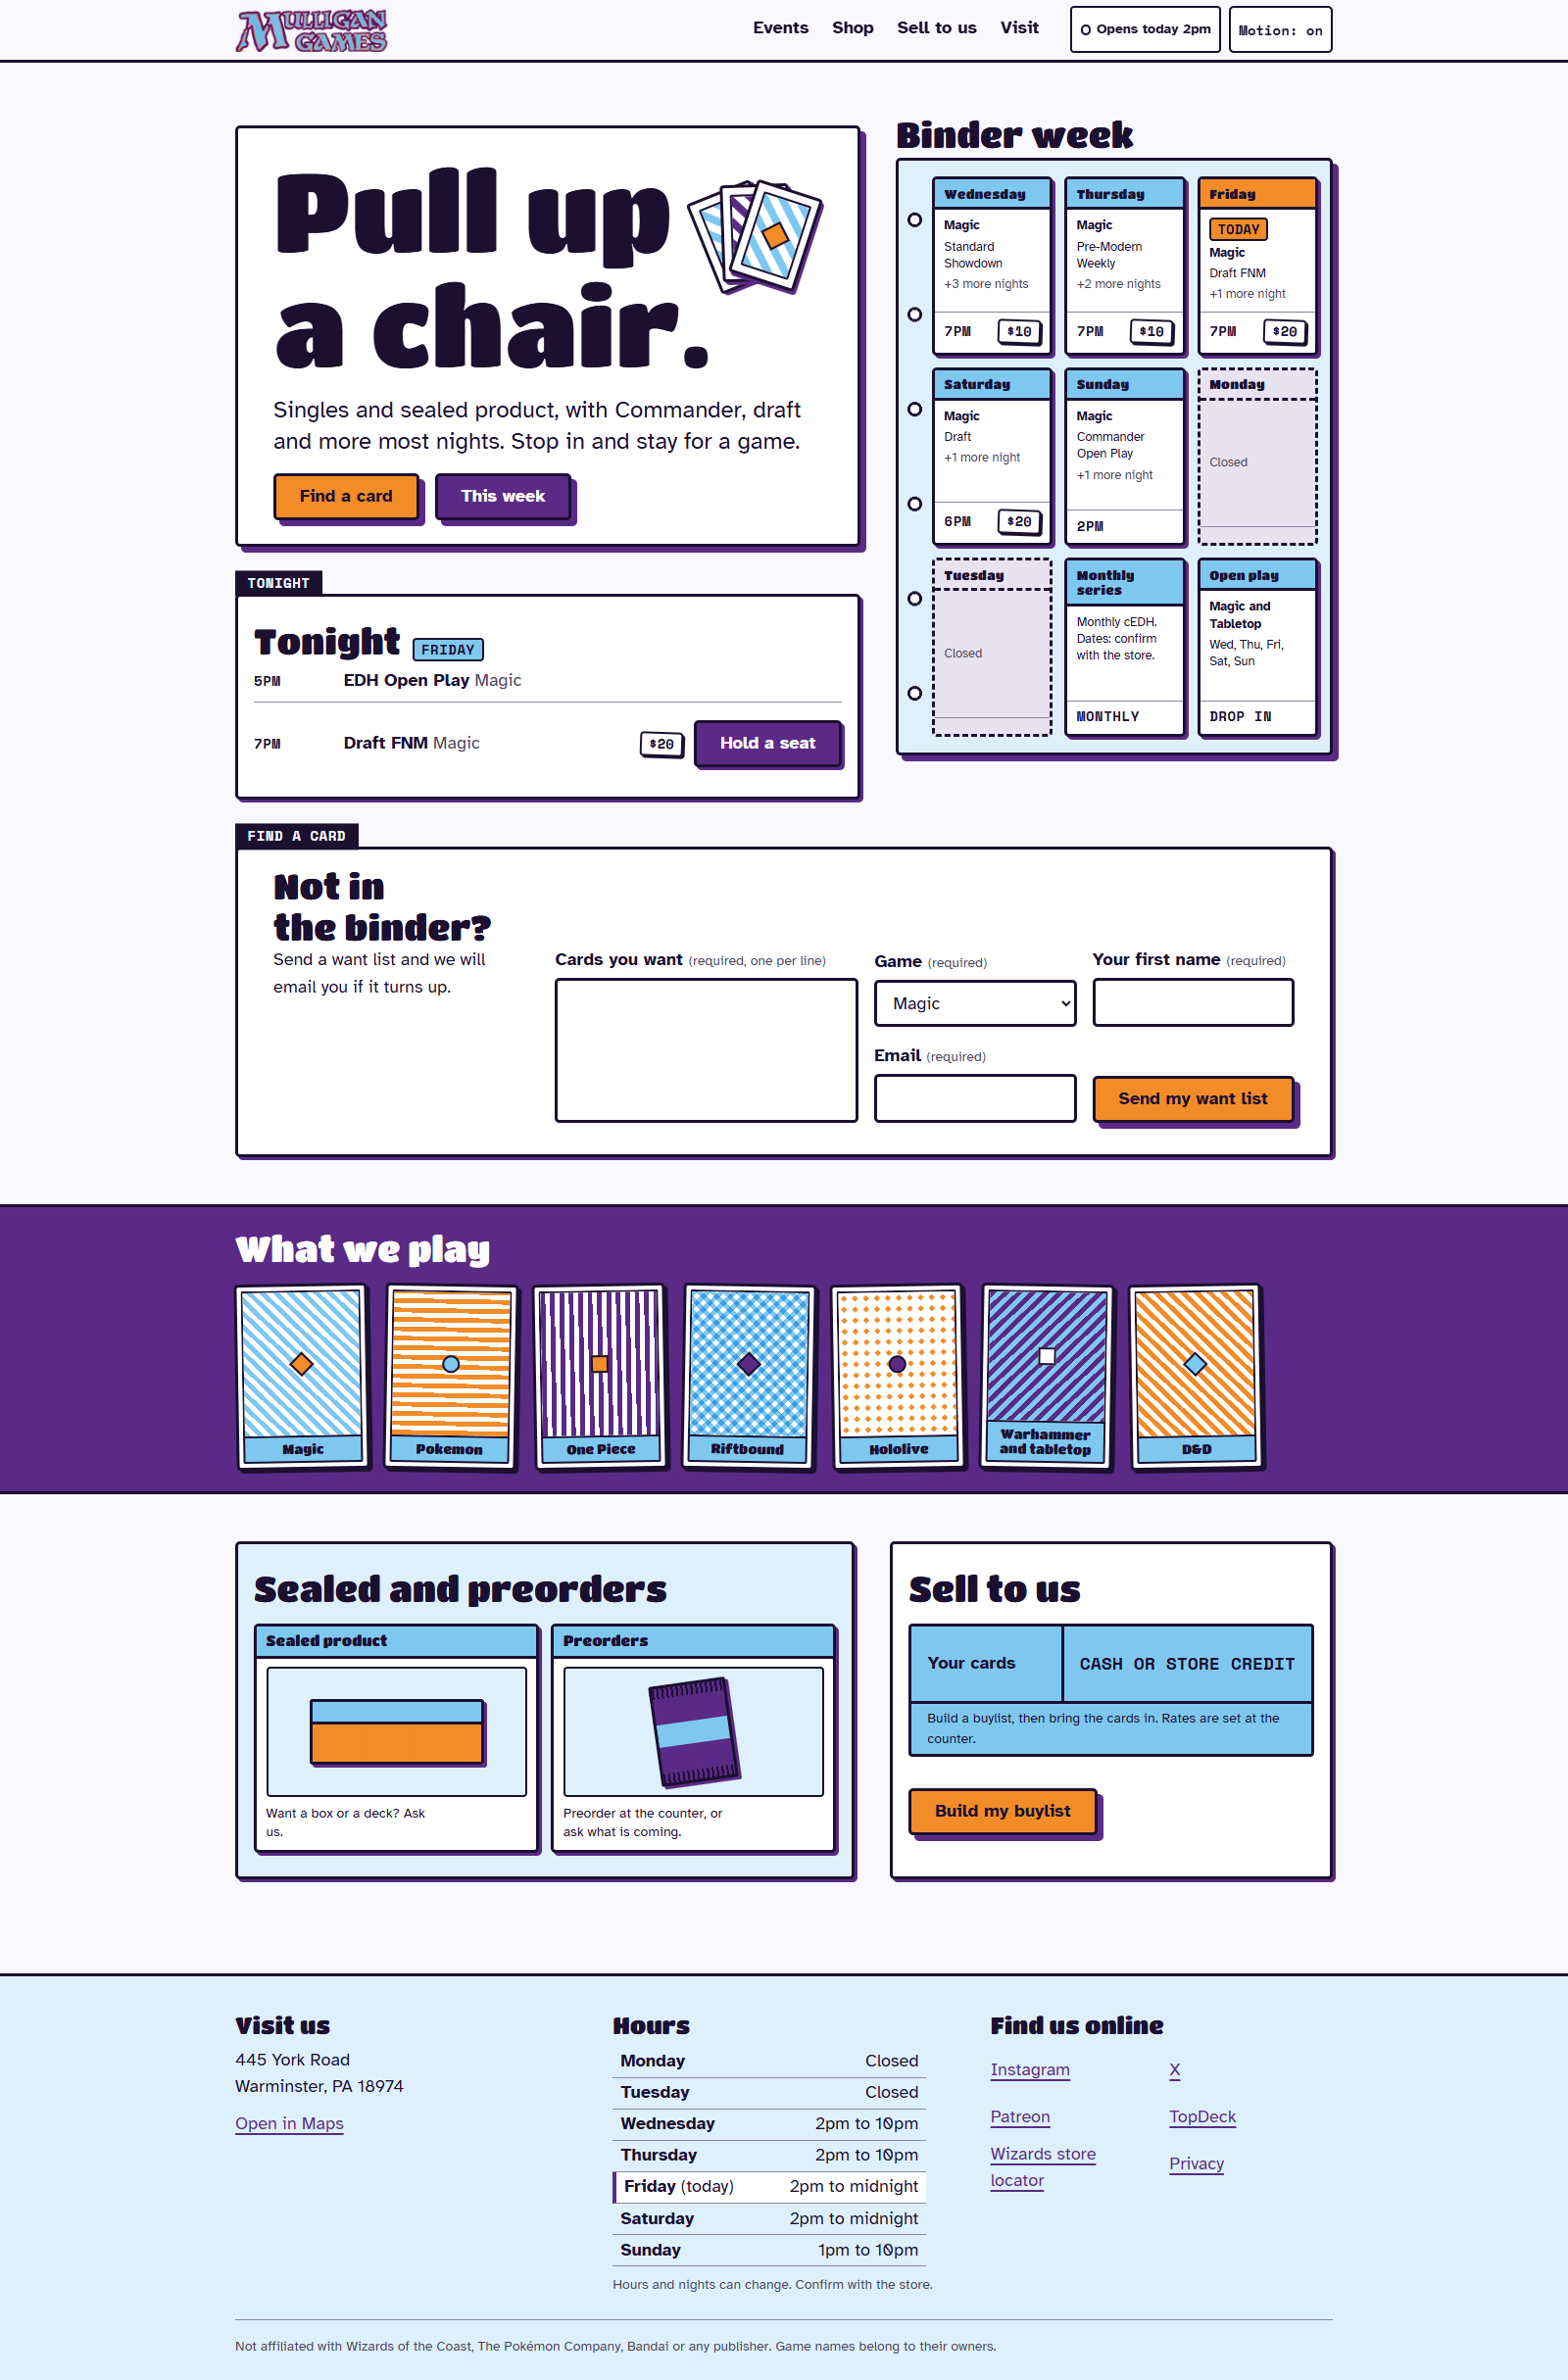 MULLIGAN
GAMES
Events
Shop
Sell to us
Visit
Opens today 2pm
Motion: on
Pull up
a chair.
Singles and sealed product, with Commander, draft
and more most nights. Stop in and stay for a game.
Find a card
This week
Binder week
Wednesday
Magic
Standard
Showdown
+3 more nights
7PM
$10
Thursday
Magic
Pre-Modern
Weekly
+2 more nights
7PM
$10
Friday
TODAY
Magic
Draft FNM
+1 more night
7PM
$20
Saturday
Magic
Draft
+1 more night
6PM
$20
Sunday
Magic
Commander
Open Play
+1 more night
2PM
Monday
Closed
Tuesday
Closed
Monthly
series
Monthly cEDH.
Dates: confirm
with the store.
MONTHLY
Open play
Magic and
Tabletop
Wed, Thu, Fri,
Sat, Sun
DROP IN
TONIGHT
Tonight
FRIDAY
5PM
EDH Open Play Magic
7PM
Draft FNM Magic
$20
Hold a seat
FIND A CARD
Not in
the binder?
Send a want list and we will
email you if it turns up.
Cards you want (required, one per line)
Game (required)
Magic
Your first name (required)
Email (required)
Send my want list
What we play
Magic
Pokemon
One Piece
Riftbound
Hololive
Warhammer
and tabletop
D&D
Sealed and preorders
Sealed product
Want a box or a deck? Ask
us.
Preorders
Preorder at the counter, or
ask what is coming.
Sell to us
Your cards
CASH OR STORE CREDIT
Build a buylist, then bring the cards in. Rates are set at the
counter.
Build my buylist
Visit us
445 York Road
Warminster, PA 18974
Open in Maps
Hours
Monday Closed
Tuesday Closed
Wednesday 2pm to 10pm
Thursday 2pm to 10pm
Friday (today) 2pm to midnight
Saturday 2pm to midnight
Sunday 1pm to 10pm
Hours and nights can change. Confirm with the store.
Find us online
Instagram
X
Patreon
TopDeck
Wizards store
locator
Privacy
Not affiliated with Wizards of the Coast, The Pokémon Company, Bandai or any publisher. Game names belong to their owners.